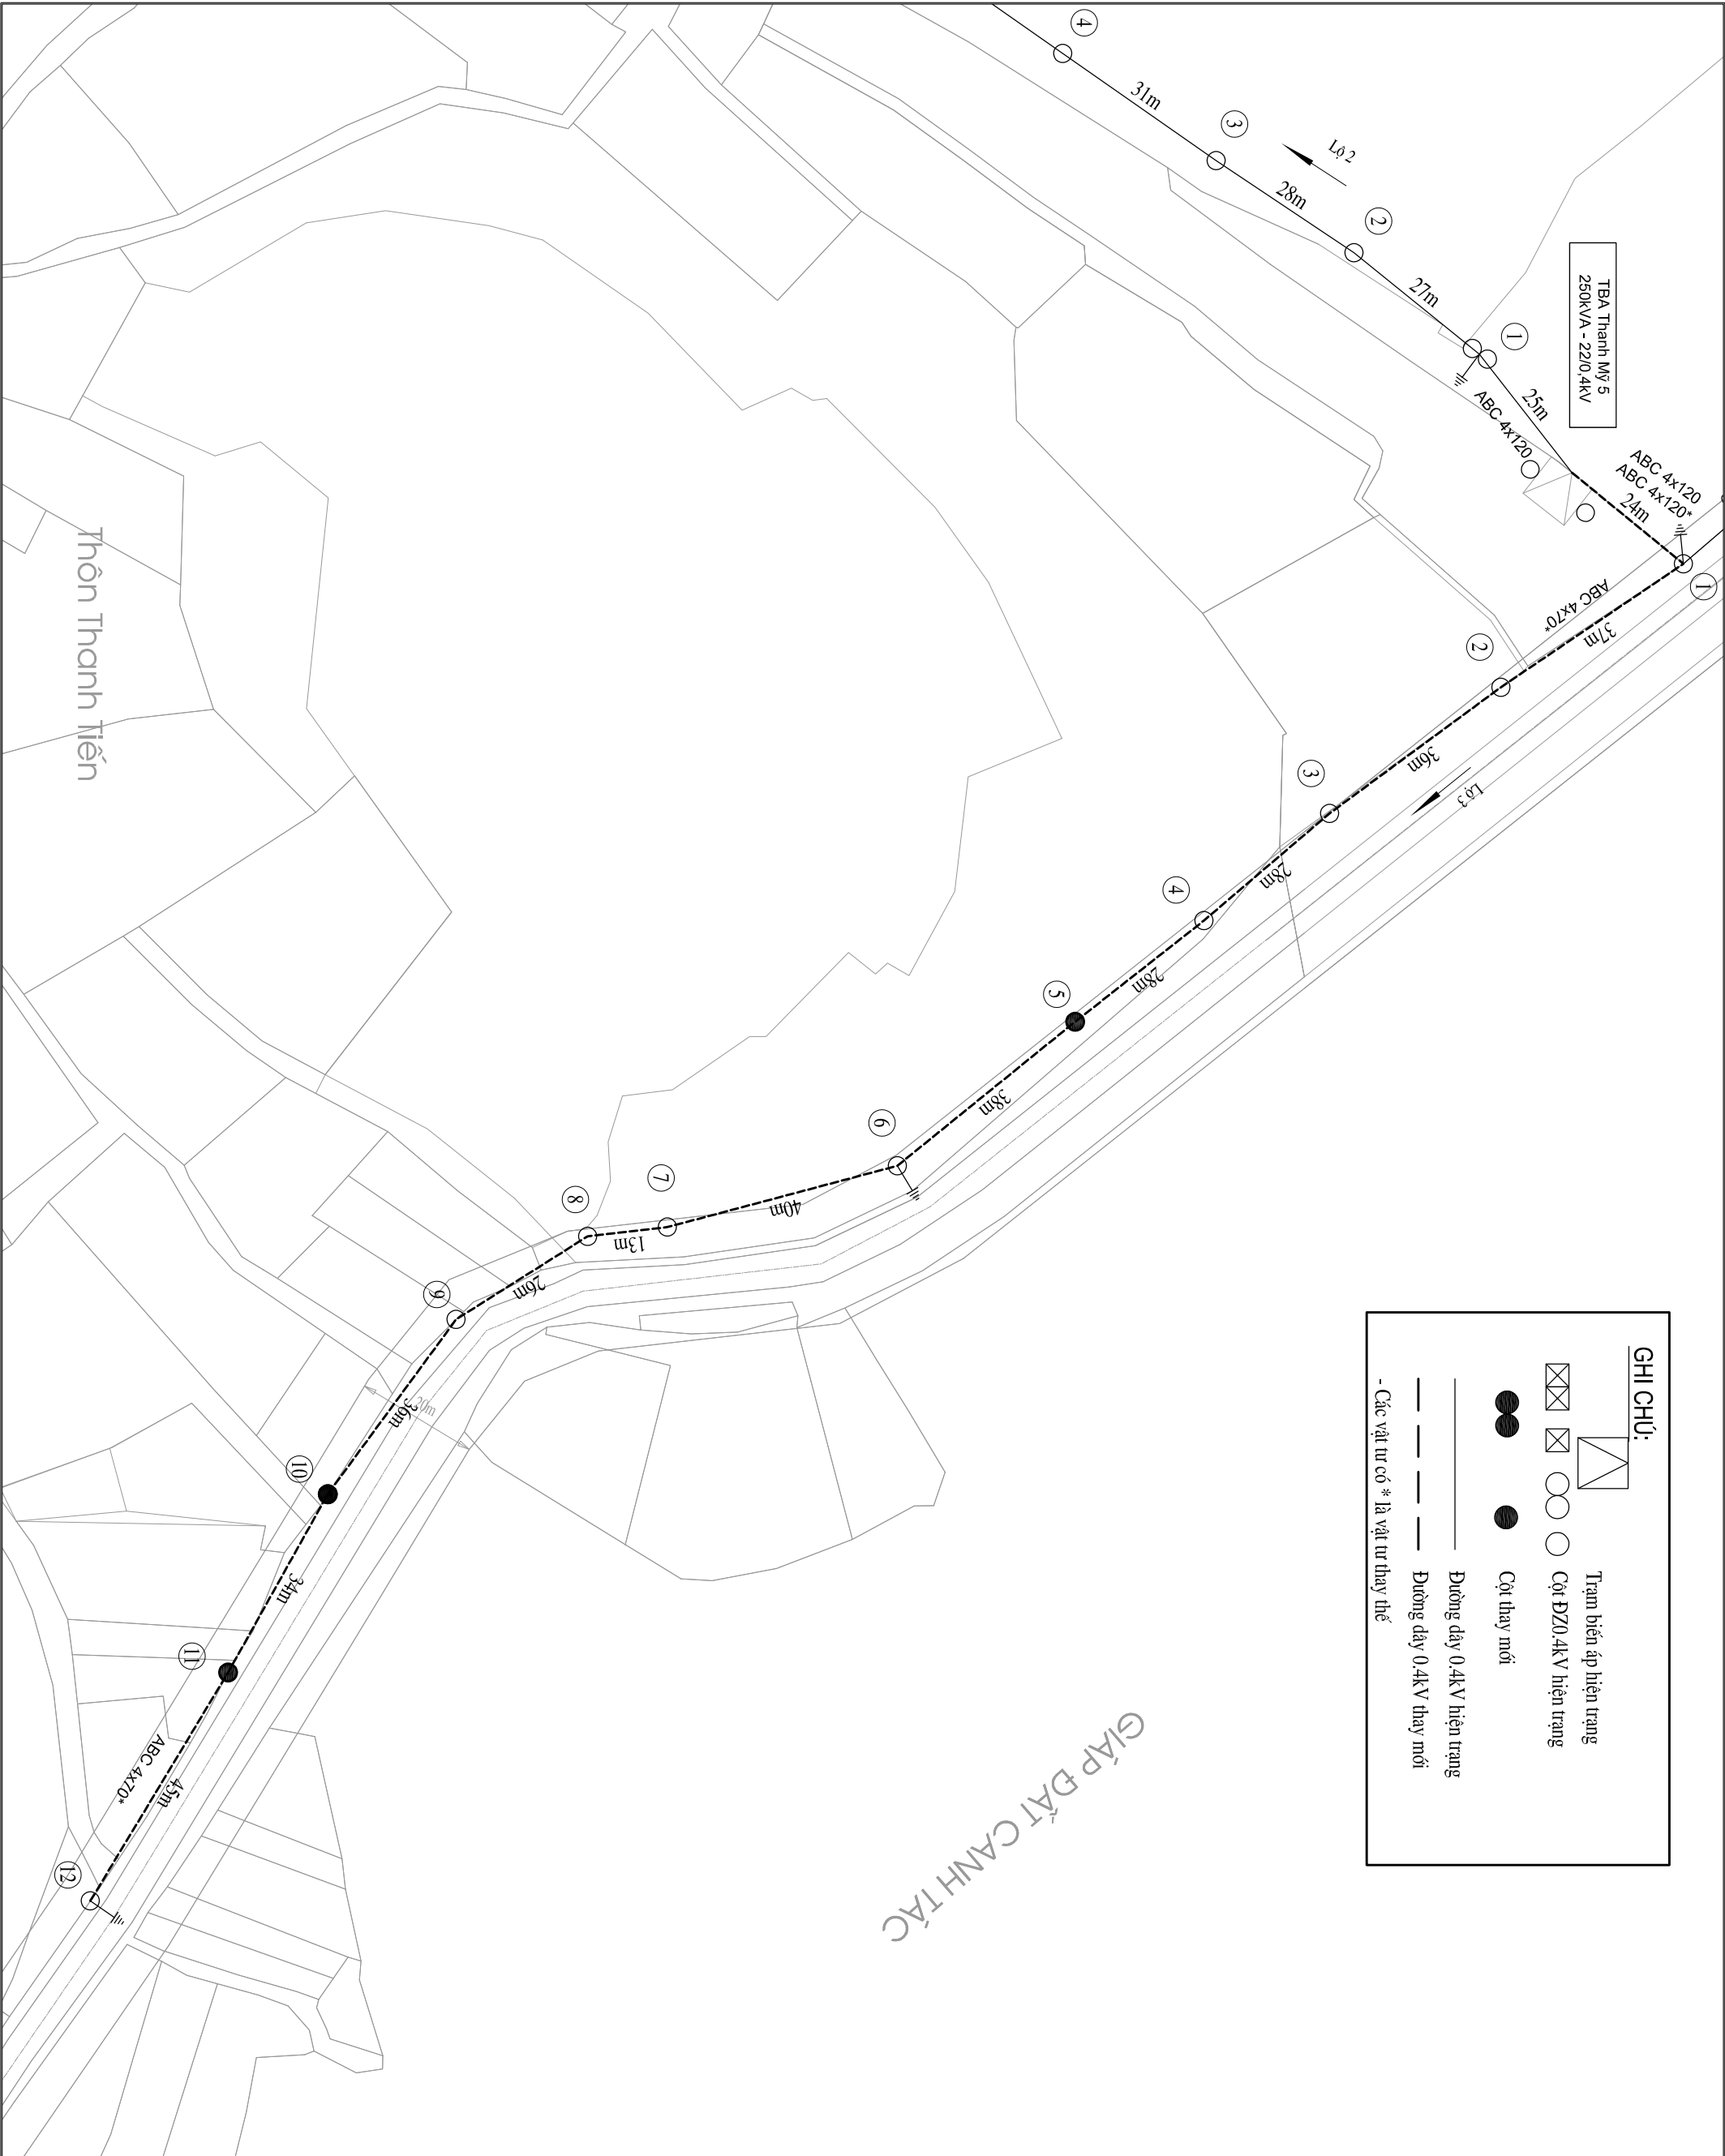 TBA Thanh Mỹ 5
250kVA - 22/0,4kV
4
31m
3
Lộ 2
28m
2
27m
1
25m
ABC 4x120
ABC 4x120
ABC 4x120*
24m
1
ABC 4x70*
37m
2
36m
Lộ 3
3
28m
4
28m
5
38m
6
40m
7
13m
8
26m
9
36m
20m
10
34m
11
ABC 4x70*
45m
12
Thôn Thanh Tiến
GIÁP ĐẤT CANH TÁC
GHI CHÚ:
Trạm biến áp hiện trạng
Cột ĐZ0.4kV hiện trạng
Cột thay mới
Đường dây 0.4kV hiện trạng
Đường dây 0.4kV thay mới
- Các vật tư có * là vật tư thay thế